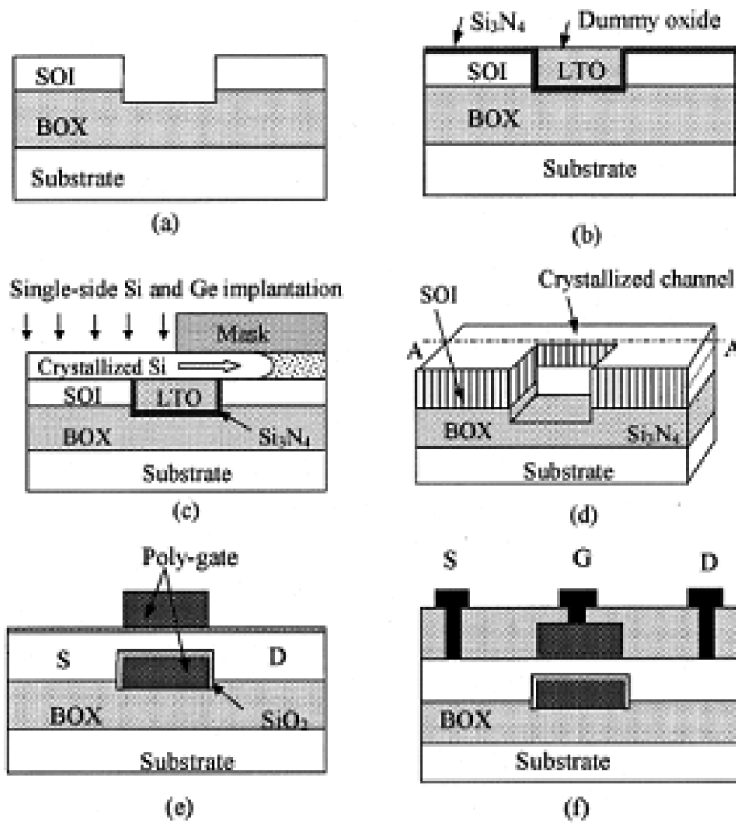 SOI
BOX
Substrate
(a)
Si₃N₄
Dummy oxide
SOI
LTO
BOX
Substrate
(b)
Single-side Si and Ge implantation
Mask
Crystallized Si
SOI
LTO
BOX
Si₃N₄
Substrate
(c)
Crystallized channel
SOI
A
A
BOX
Si₃N₄
Substrate
(d)
Poly-gate
S
D
BOX
SiO₂
Substrate
(e)
S
G
D
BOX
Substrate
(f)